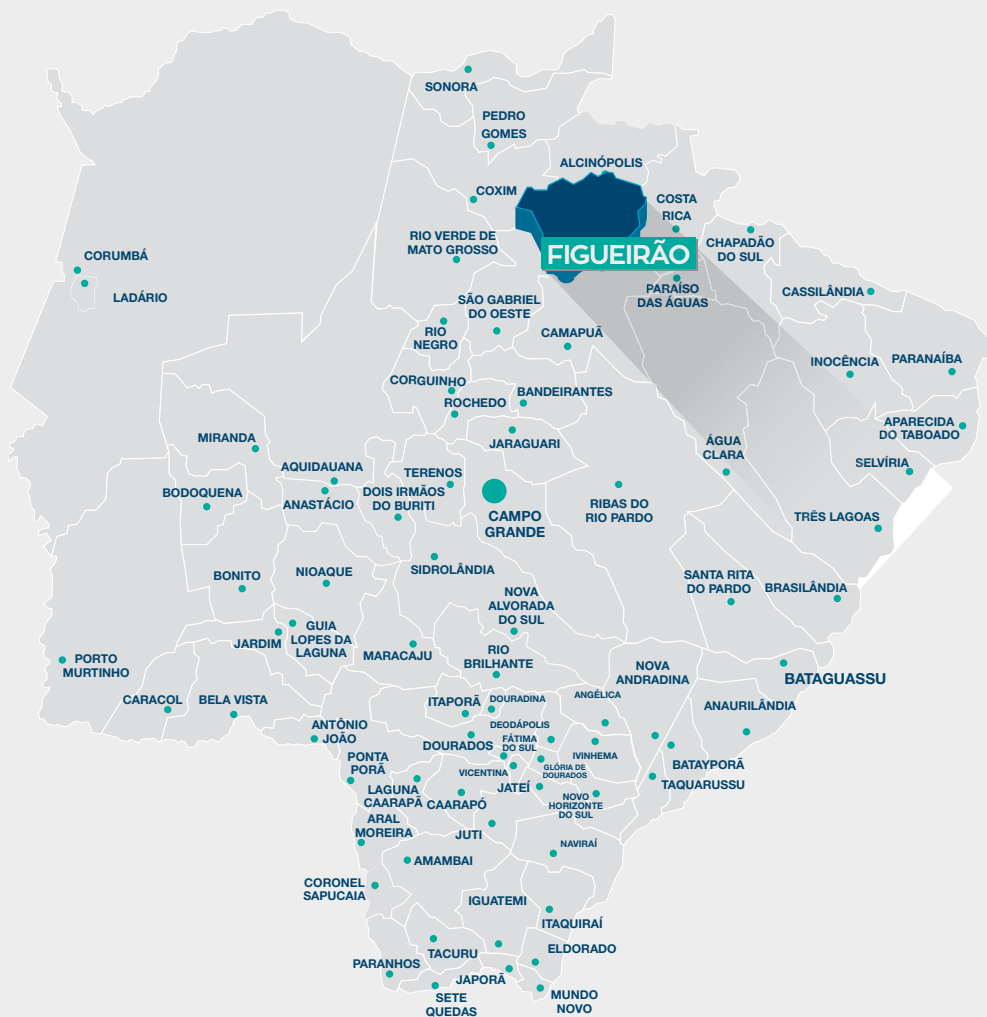 SONORA
PEDRO
GOMES
ALCINÓPOLIS
COXIM
COSTA
RICA
CORUMBÁ
LADÁRIO
RIO VERDE DE
MATO GROSSO
FIGUEIRÃO
CHAPADÃO
DO SUL
PARAÍSO
DAS ÁGUAS
CASSILÂNDIA
SÃO GABRIEL
DO OESTE
RIO
NEGRO
CAMAPUÃ
INOCÊNCIA
PARANAÍBA
CORGUINHO
ROCHEDO
BANDEIRANTES
APARECIDA
DO TABOADO
MIRANDA
JARAGUARI
ÁGUA
CLARA
SELVÍRIA
AQUIDAUANA
TERENOS
BODOQUENA
ANASTÁCIO
DOIS IRMÃOS
DO BURITI
CAMPO
GRANDE
RIBAS DO
RIO PARDO
TRÊS LAGOAS
SIDROLÂNDIA
BONITO
NIOAQUE
SANTA RITA
DO PARDO
BRASILÂNDIA
NOVA
ALVORADA
DO SUL
JARDIM
GUIA
LOPES DA
LAGUNA
MARACAJU
RIO
BRILHANTE
PORTO
MURTINHO
NOVA
ANDRADINA
BATAGUASSU
CARACOL
BELA VISTA
ITAPORÃ
DOURADINA
ANGÉLICA
ANAURILÂNDIA
ANTÔNIO
JOÃO
DEODÁPOLIS
DOURADOS
FÁTIMA
DO SUL
IVINHEMA
BATAYPORÃ
PONTA
PORÃ
VICENTINA
GLÓRIA DE
DOURADOS
TAQUARUSSU
LAGUNA
CAARAPÃ
CAARAPÓ
JATEÍ
NOVO
HORIZONTE
DO SUL
ARAL
MOREIRA
JUTI
NAVIRAÍ
AMAMBAI
CORONEL
SAPUCAIA
IGUATEMI
ITAQUIRAÍ
TACURU
ELDORADO
PARANHOS
JAPORÃ
SETE
QUEDAS
MUNDO
NOVO